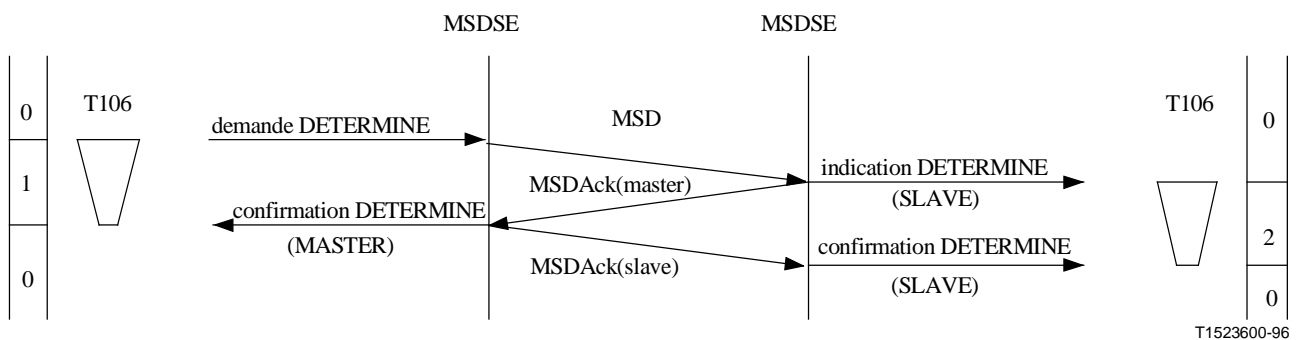 MSDSE
MSDSE
T106
T106
0
0
demande DETERMINE
MSD
indication DETERMINE
1
MSDAck(master)
(SLAVE)
confirmation DETERMINE
2
(MASTER)
confirmation DETERMINE
MSDAck(slave)
0
(SLAVE)
0
T1523600-96